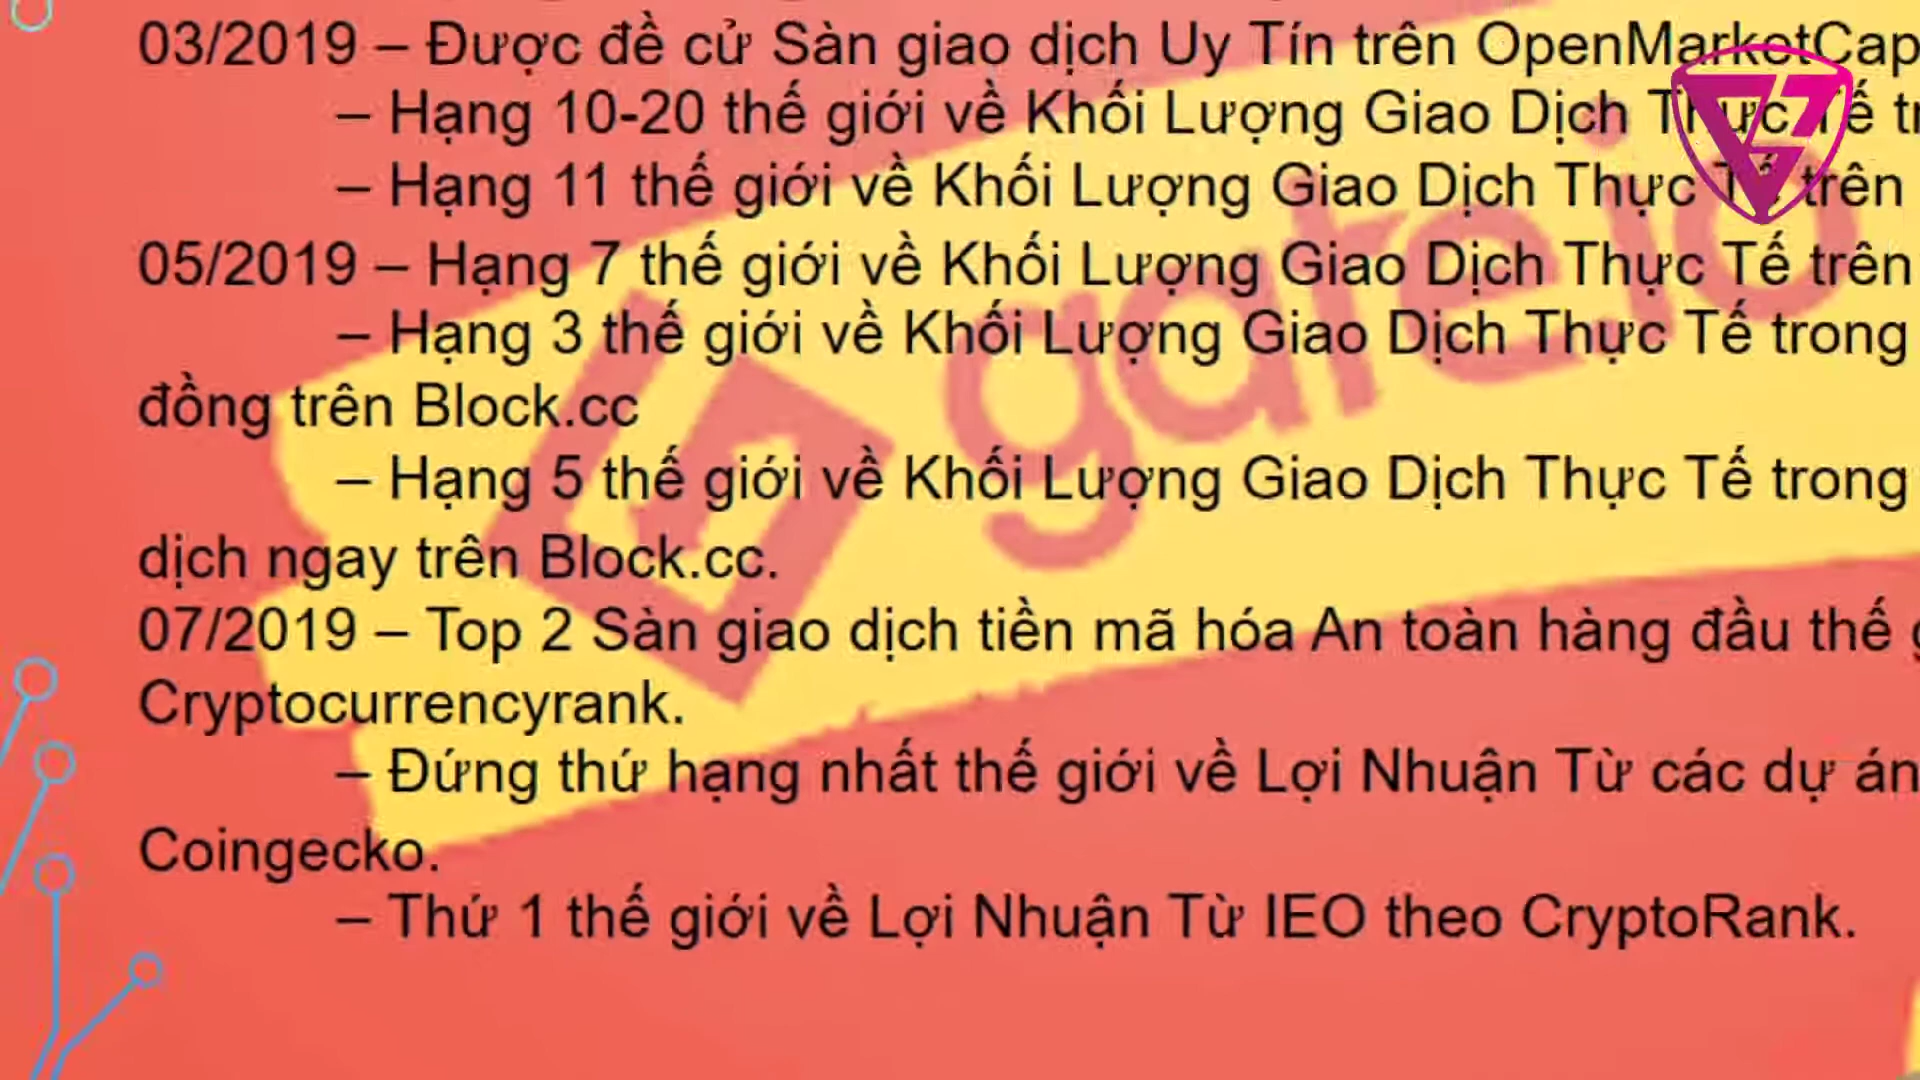 03/2019 – Được đề cử Sàn giao dịch Uy Tín trên OpenMarketCap
– Hạng 10-20 thế giới về Khối Lượng Giao Dịch Thực Tế
– Hạng 11 thế giới về Khối Lượng Giao Dịch Thực Tế trên
05/2019 – Hạng 7 thế giới về Khối Lượng Giao Dịch Thực Tế trên
– Hạng 3 thế giới về Khối Lượng Giao Dịch Thực Tế trong
đồng trên Block.cc
– Hạng 5 thế giới về Khối Lượng Giao Dịch Thực Tế trong
dịch ngay trên Block.cc.
07/2019 – Top 2 Sàn giao dịch tiền mã hóa An toàn hàng đầu thế
Cryptocurrencyrank.
– Đứng thứ hạng nhất thế giới về Lợi Nhuận Từ các dự án
Coingecko.
– Thứ 1 thế giới về Lợi Nhuận Từ IEO theo CryptoRank.
gate.io